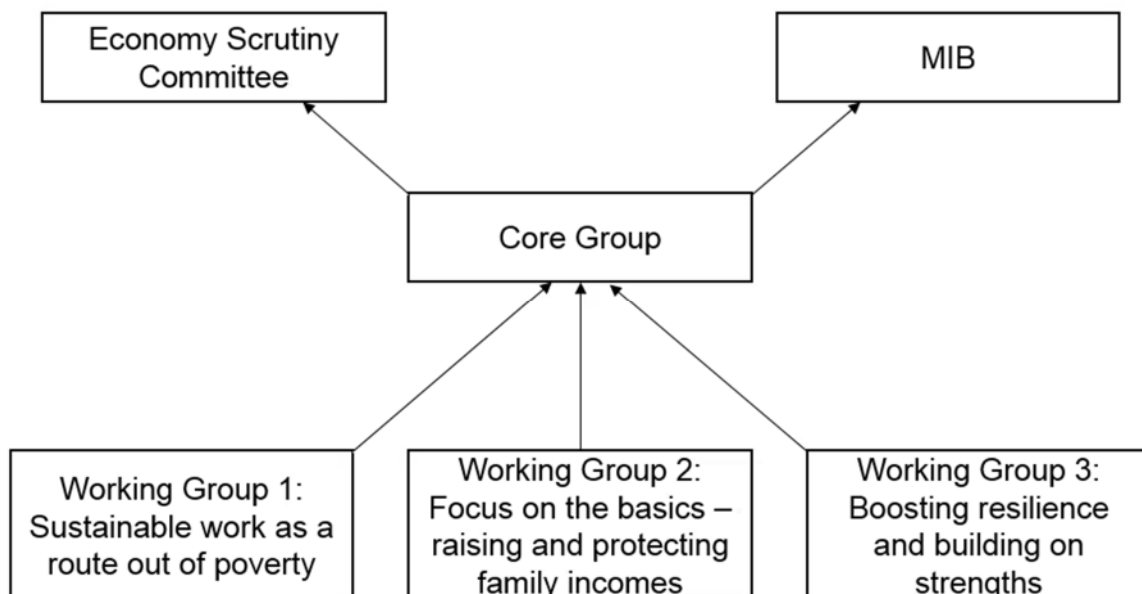 Economy Scrutiny
Committee
MIB
Core Group
Working Group 1:
Sustainable work as a
route out of poverty
Working Group 2:
Focus on the basics –
raising and protecting
family incomes
Working Group 3:
Boosting resilience
and building on
strengths